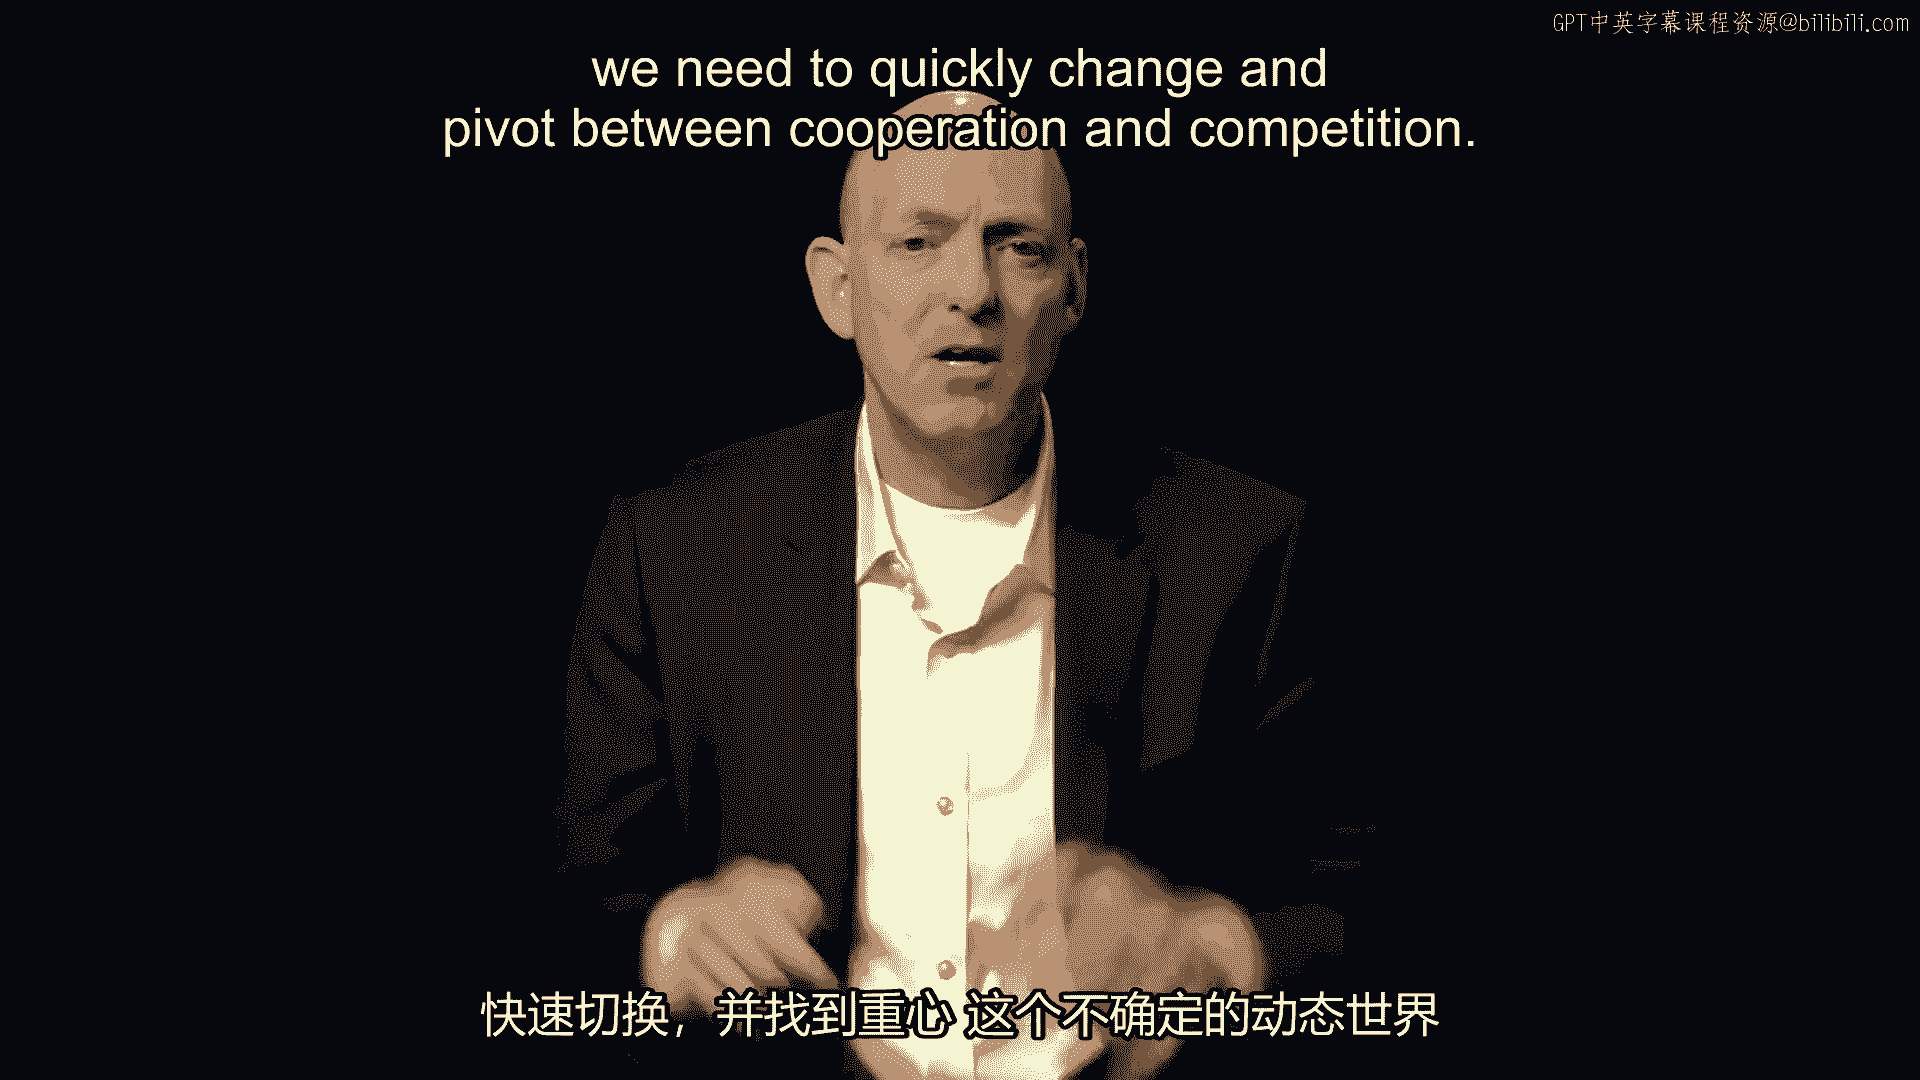 GPT中英字幕课程资源@bilibili.com
we need to quickly change and
pivot between cooperation and competition.
快速切换，并找到重心 这个不确定的动态世界